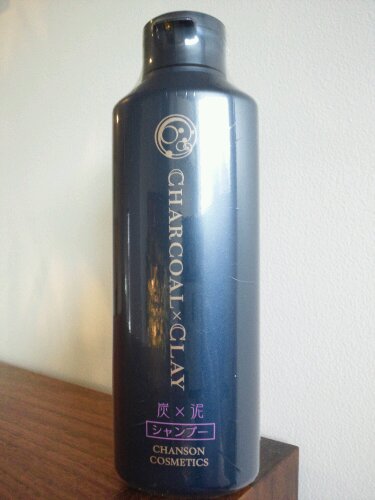 CHARCOAL×CLAY
炭×泥
シャンプー
CHANSON
COSMETICS